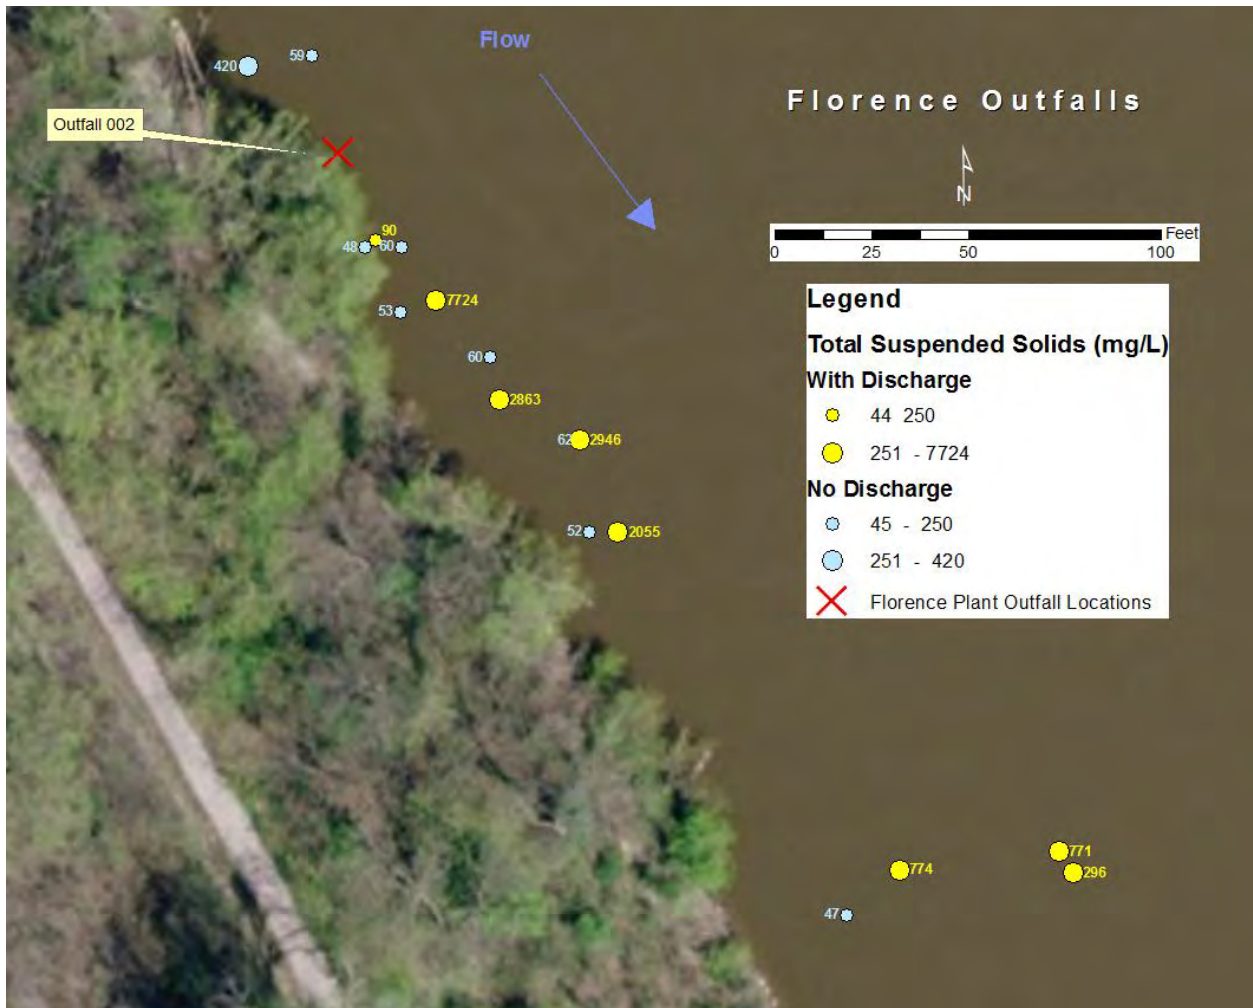 Flow
59
420
Florence Outfalls
Outfall 002
N
Feet
0 25 50 100
90
48
60
7724
53
60
2863
62
2946
52
2055
Legend
Total Suspended Solids (mg/L)
With Discharge
44 250
251 - 7724
No Discharge
45 - 250
251 - 420
Florence Plant Outfall Locations
771
774
296
47